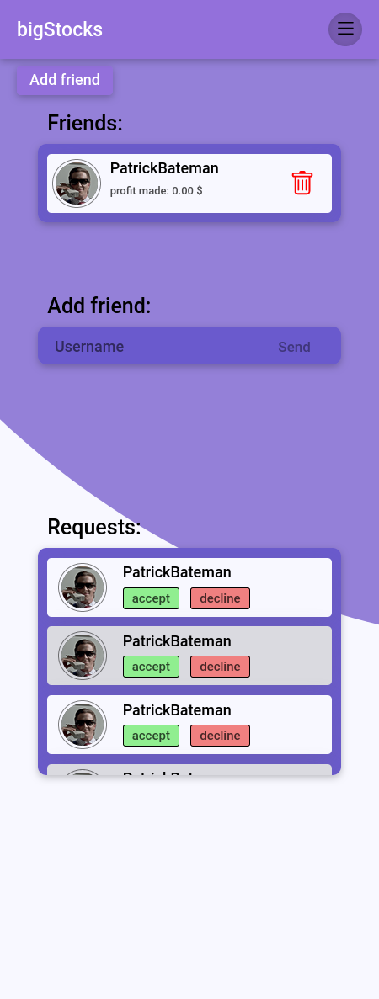 bigStocks
Add friend
Friends:
PatrickBateman
profit made: 0.00 $
Add friend:
Username Send
Requests:
PatrickBateman
accept decline
PatrickBateman
accept decline
PatrickBateman
accept decline